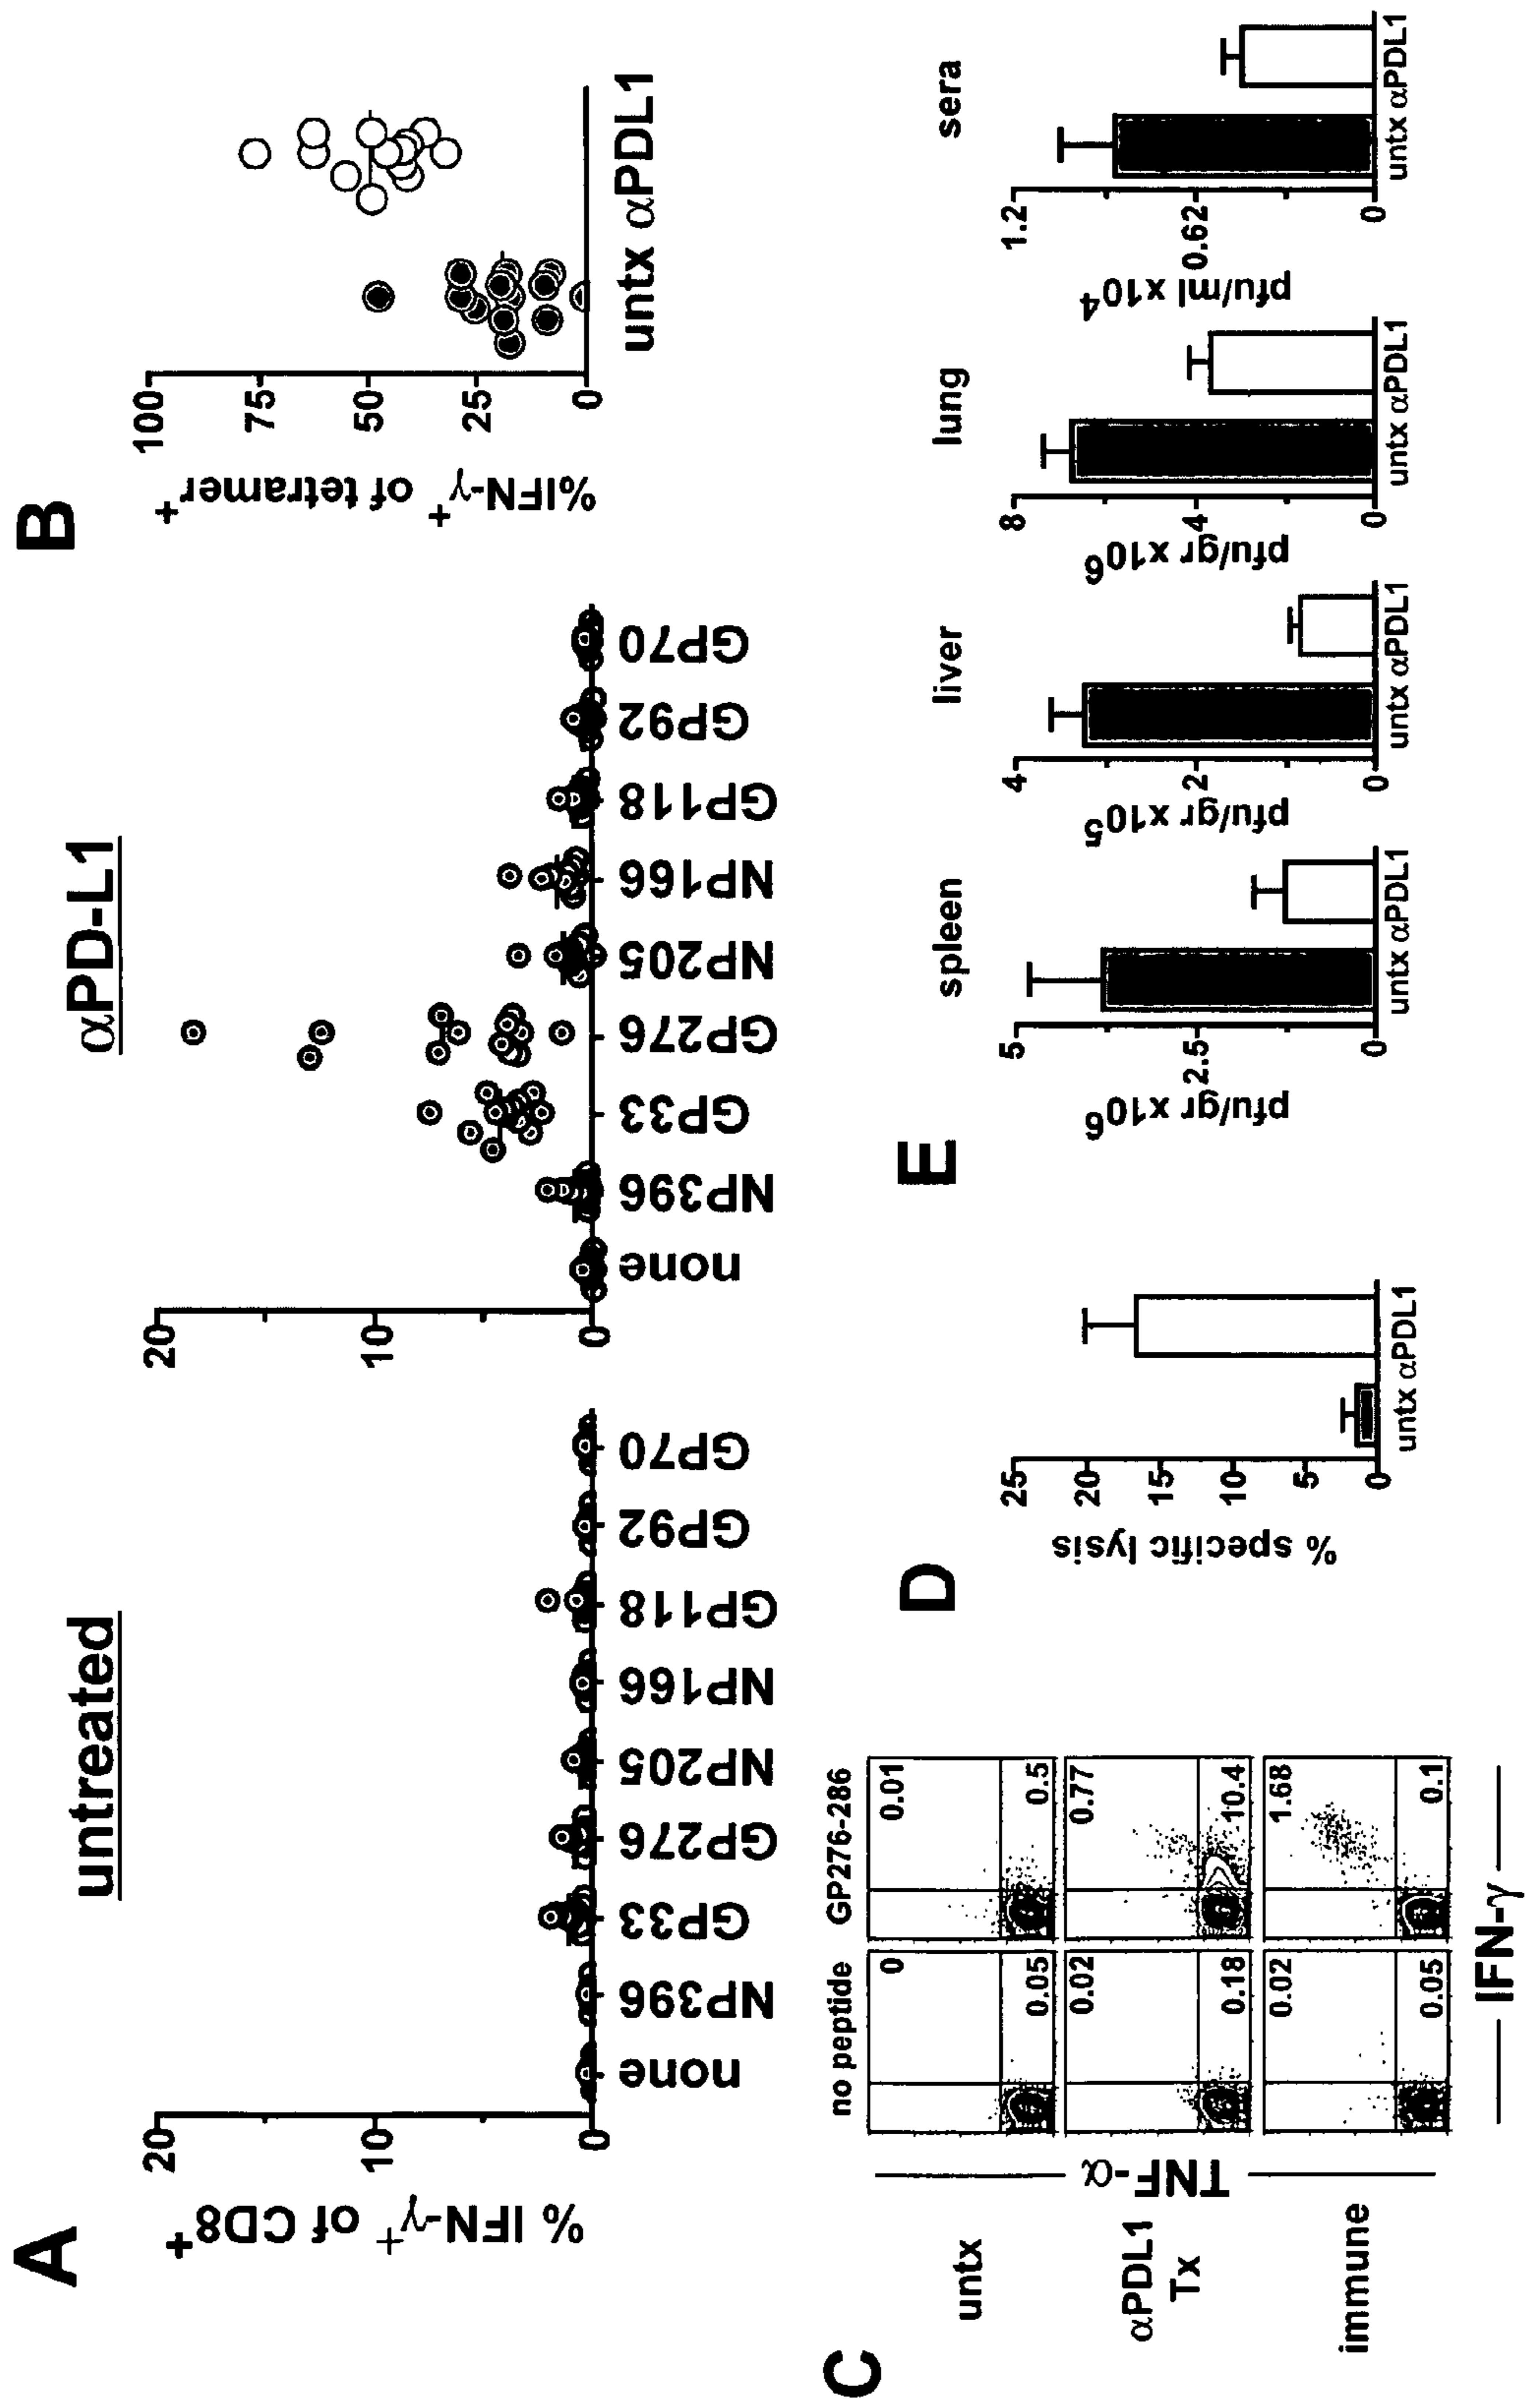 A
untreated
αPD-L1
% IFN-γ+ of CD8+
20
10
0
none
NP396
GP33
GP276
NP205
NP166
GP118
GP92
GP70
20
10
0
none
NP396
GP33
GP276
NP205
NP166
GP118
GP92
GP70
B
%IFN-γ+ of tetramer+
100
75
50
25
0
untx αPDL1
C
no peptide GP276-286
untx
0
0.05
0.01
0.5
αPDL1
Tx
0.02
0.18
0.77
10.4
immune
0.02
0.05
1.68
0.1
TNF-α
IFN-γ
D
% specific lysis
25
20
15
10
5
0
untx αPDL1
E
spleen
pfu/gr x106
5
2.5
0
untx αPDL1
liver
pfu/gr x105
4
2
0
untx αPDL1
lung
pfu/gr x106
8
4
0
untx αPDL1
sera
pfu/ml x104
1.2
0.62
0
untx αPDL1